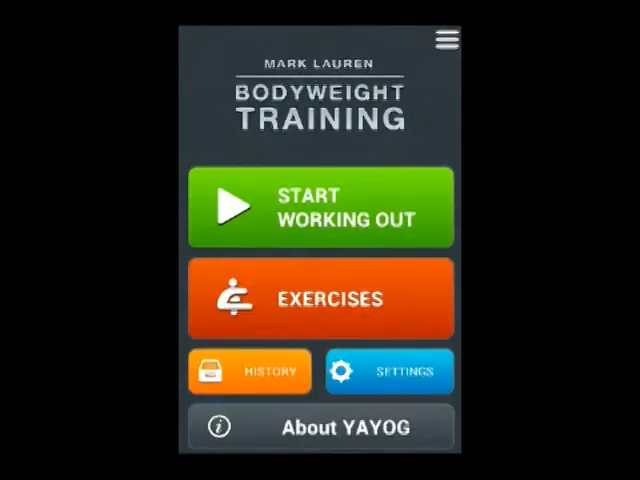 MARK LAUREN
BODYWEIGHT
TRAINING
START
WORKING OUT
EXERCISES
HISTORY
SETTINGS
About YAYOG